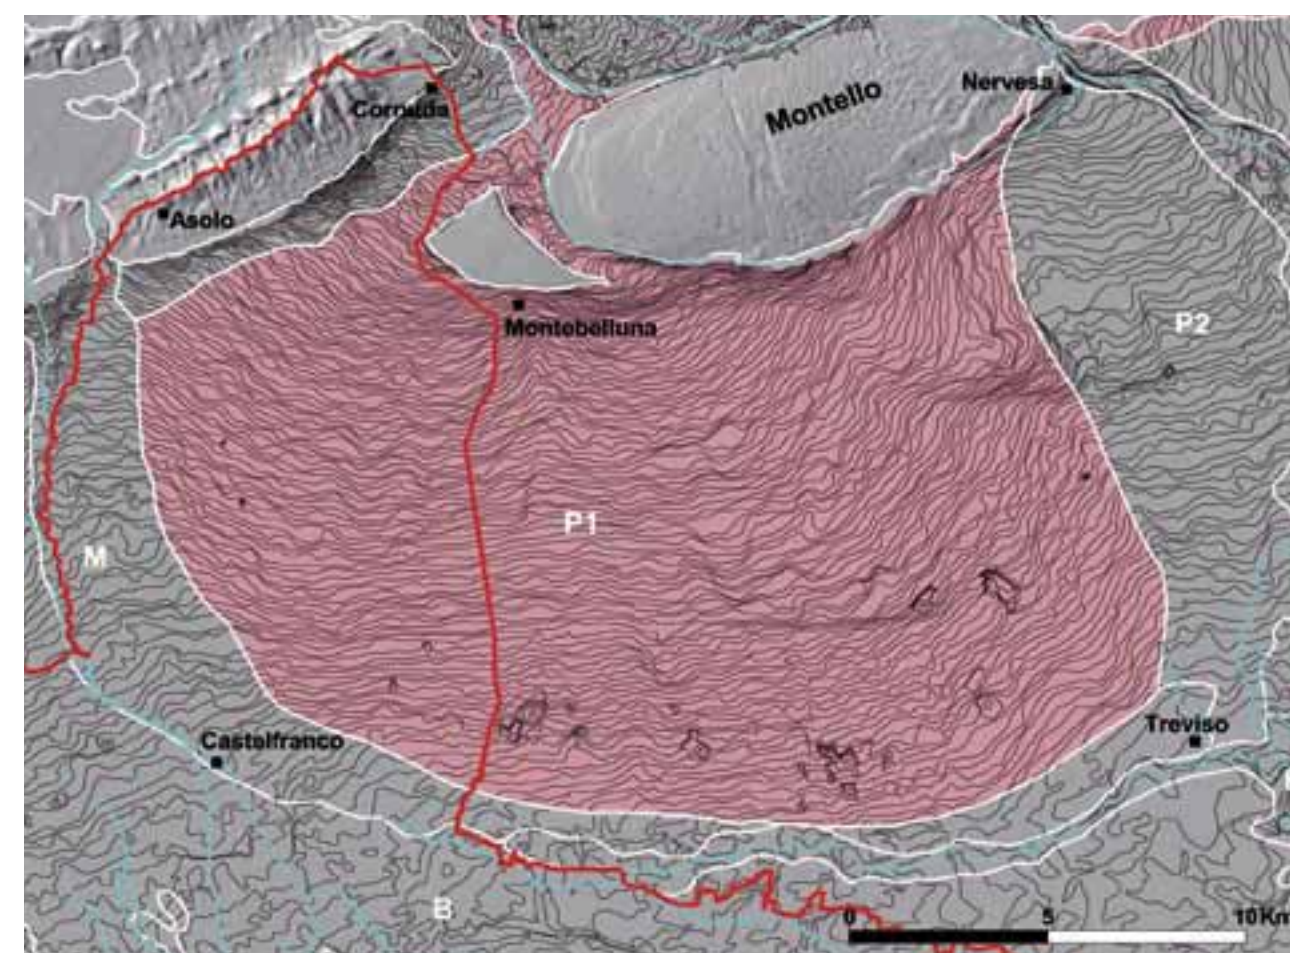 Nervesa
Montello
Cornuda
Asolo
P2
Montebelluna
P1
M
Treviso
Castelfranco
B
0 5 10Km